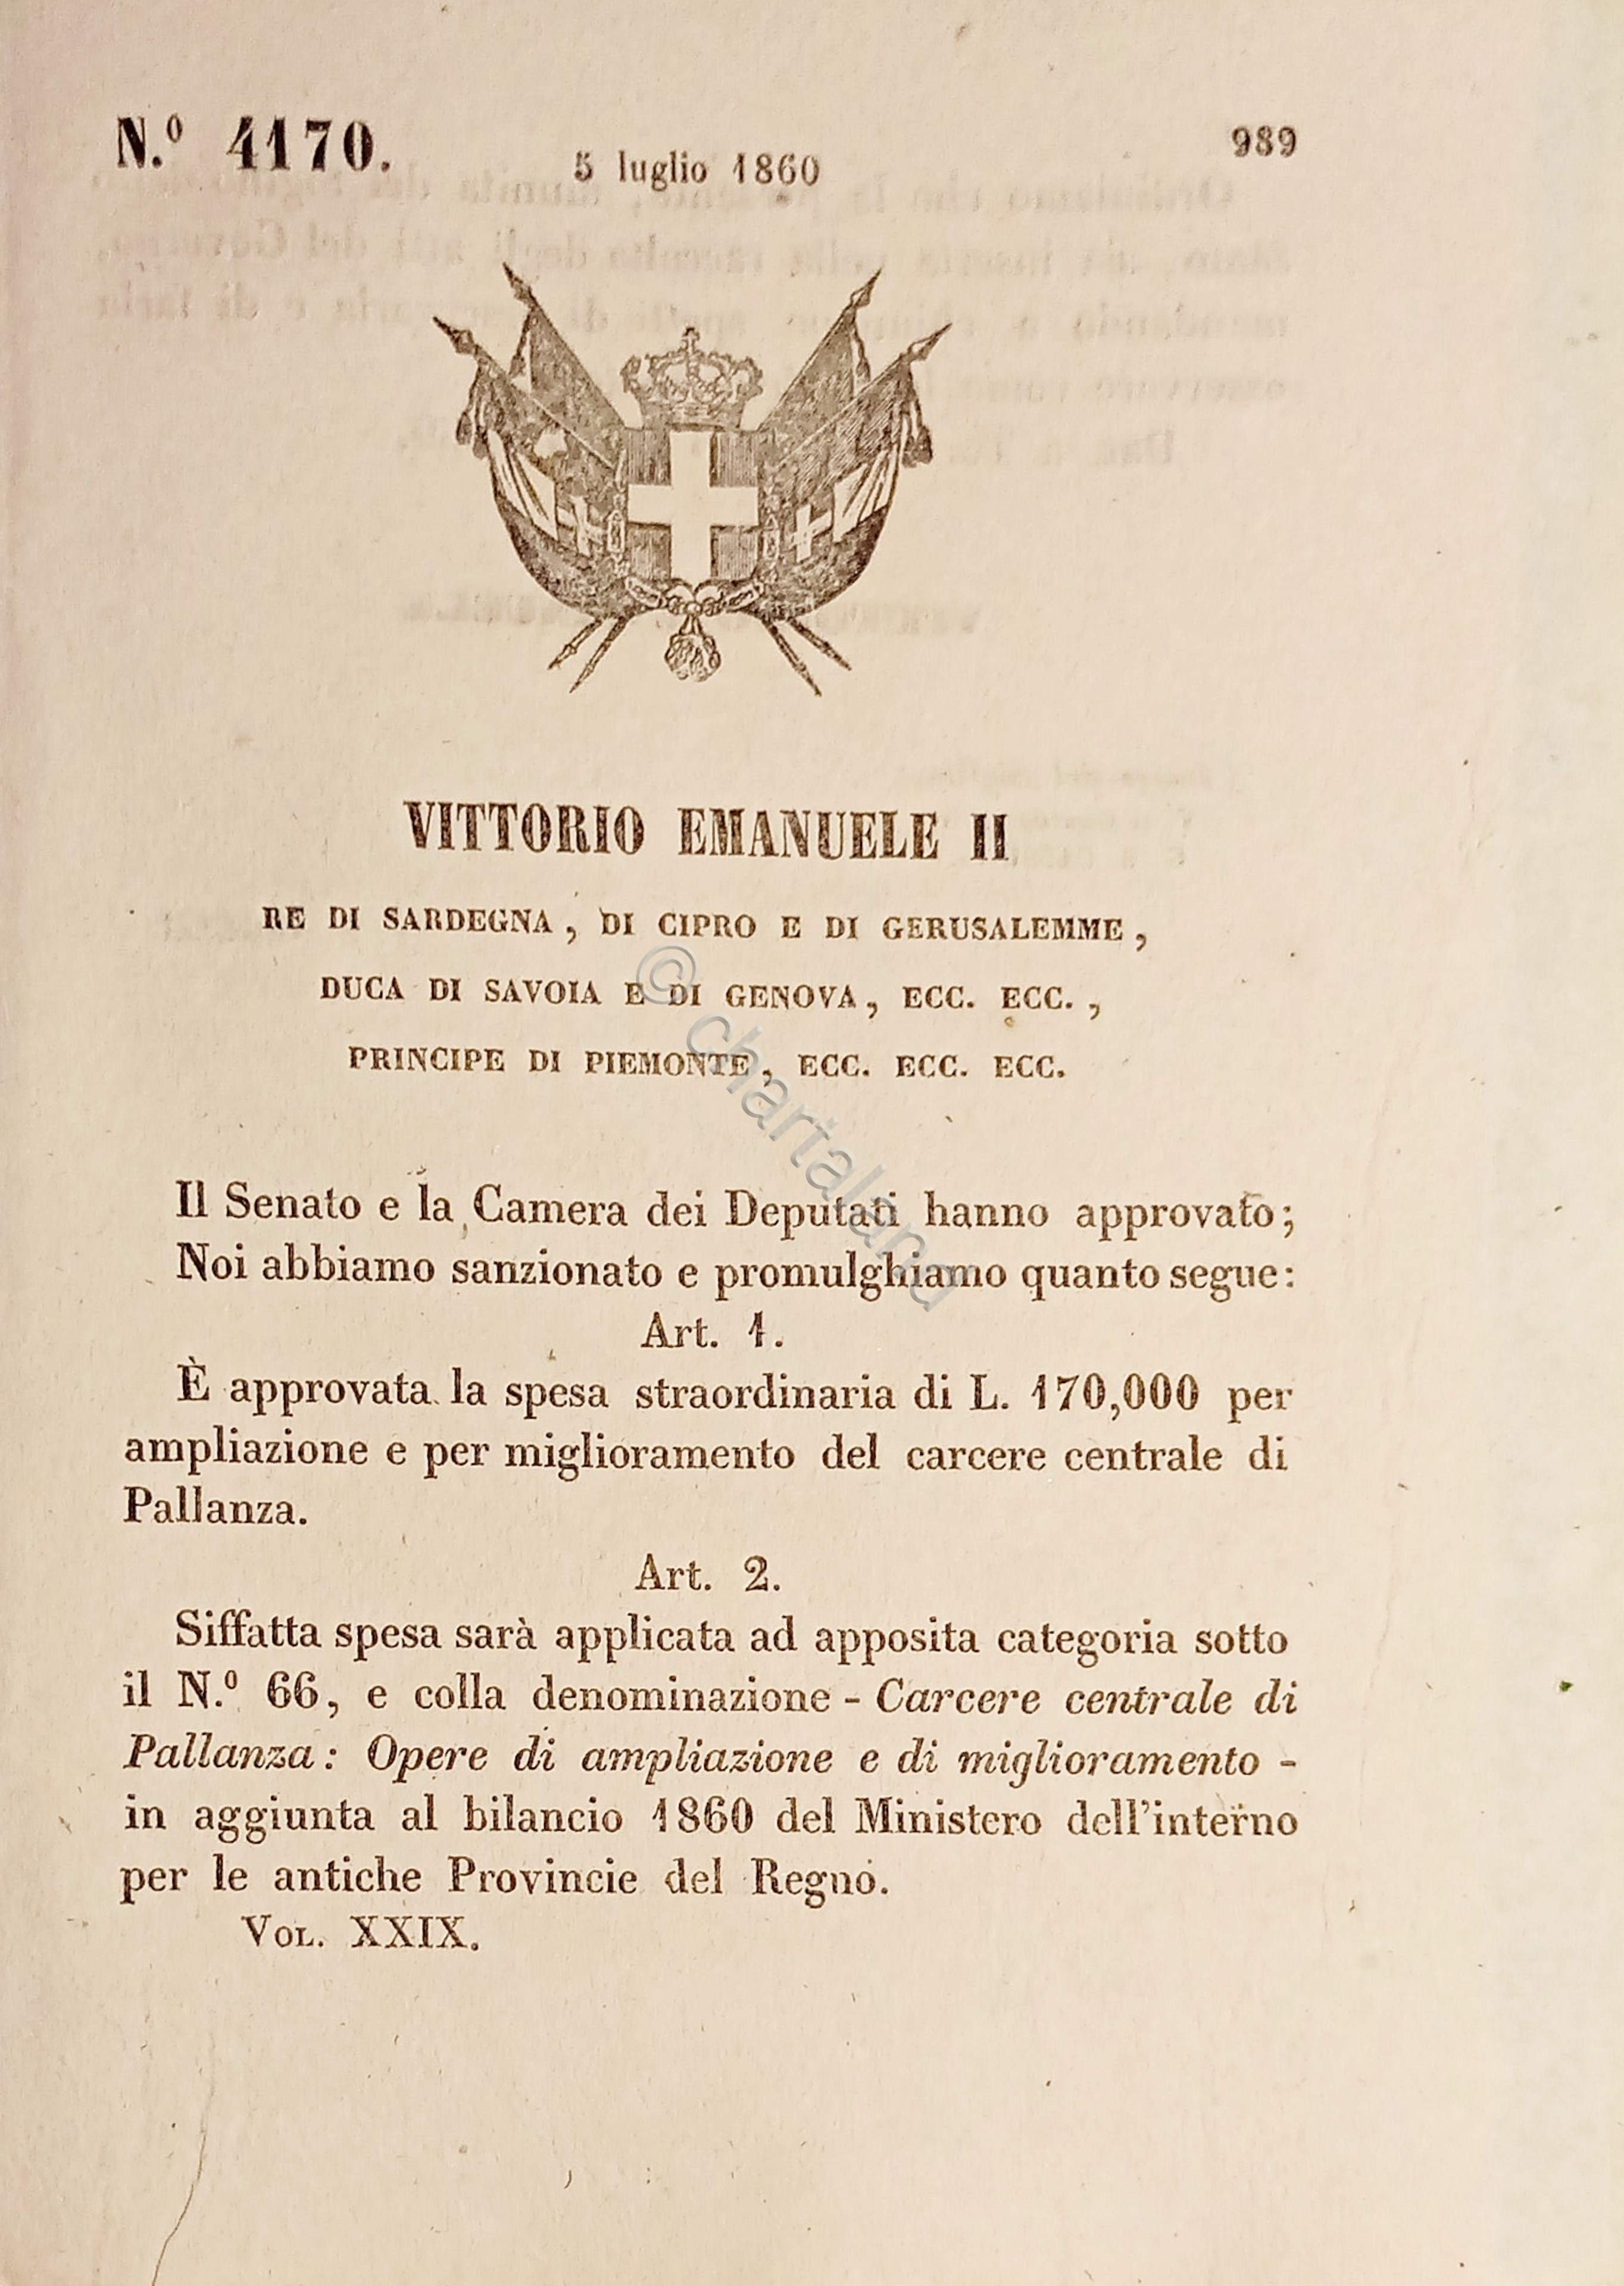 N.º 4170.
5 luglio 1860
989
VITTORIO EMANUELE II
RE DI SARDEGNA, DI CIPRO E DI GERUSALEMME,
DUCA DI SAVOIA E DI GENOVA, ECC. ECC.,
PRINCIPE DI PIEMONTE, ECC. ECC. ECC.
Il Senato e la Camera dei Deputati hanno approvato;
Noi abbiamo sanzionato e promulghiamo quanto segue:
Art. 1.
È approvata la spesa straordinaria di L. 170,000 per
ampliazione e per miglioramento del carcere centrale di
Pallanza.
Art. 2.
Siffatta spesa sarà applicata ad apposita categoria sotto
il N.º 66, e colla denominazione - Carcere centrale di
Pallanza: Opere di ampliazione e di miglioramento -
in aggiunta al bilancio 1860 del Ministero dell'interno
per le antiche Provincie del Regno.
VOL. XXIX.
© chartaland